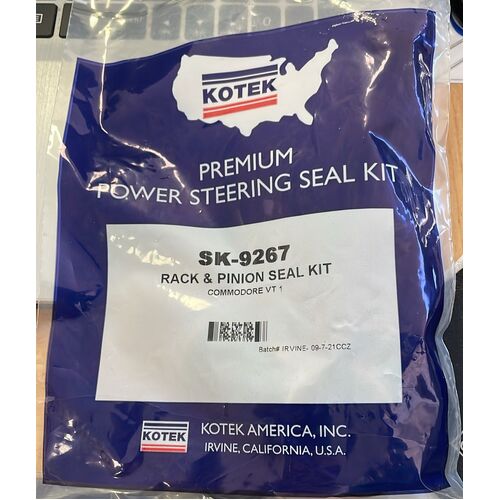 KOTEK
PREMIUM
POWER STEERING SEAL KIT
SK-9267
RACK & PINION SEAL KIT
COMMODORE VT 1
Batch# IRVINE- 09-7-21CCZ
KOTEK
KOTEK AMERICA, INC.
IRVINE, CALIFORNIA, U.S.A.